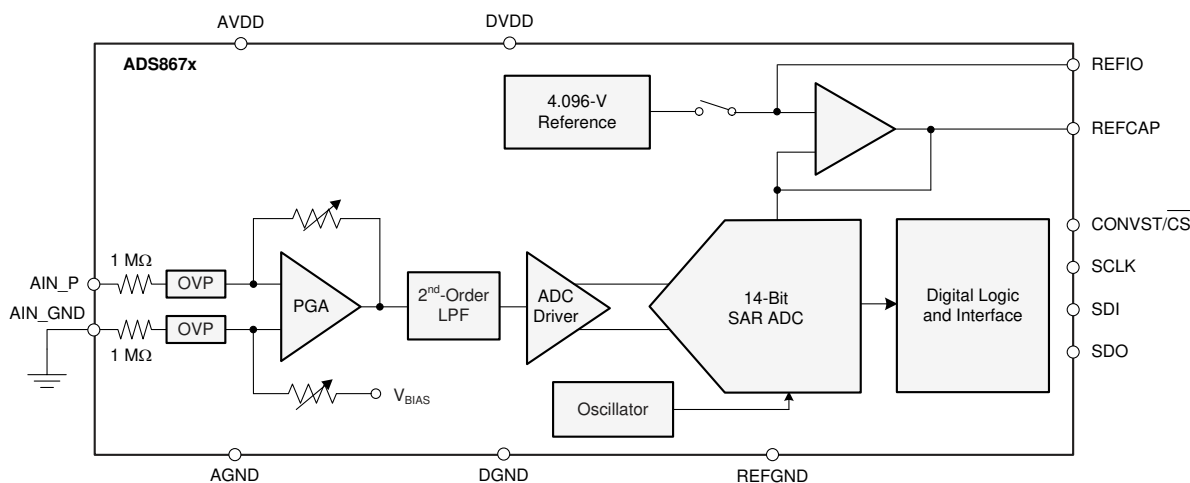 AVDD
DVDD
ADS867x
REFIO
4.096-V
Reference
REFCAP
CONVST/CS
1 MΩ
AIN_P
OVP
SCLK
PGA
2nd-Order
LPF
ADC
Driver
14-Bit
SAR ADC
Digital Logic
and Interface
AIN_GND
OVP
SDI
1 MΩ
SDO
VBIAS
Oscillator
AGND
DGND
REFGND